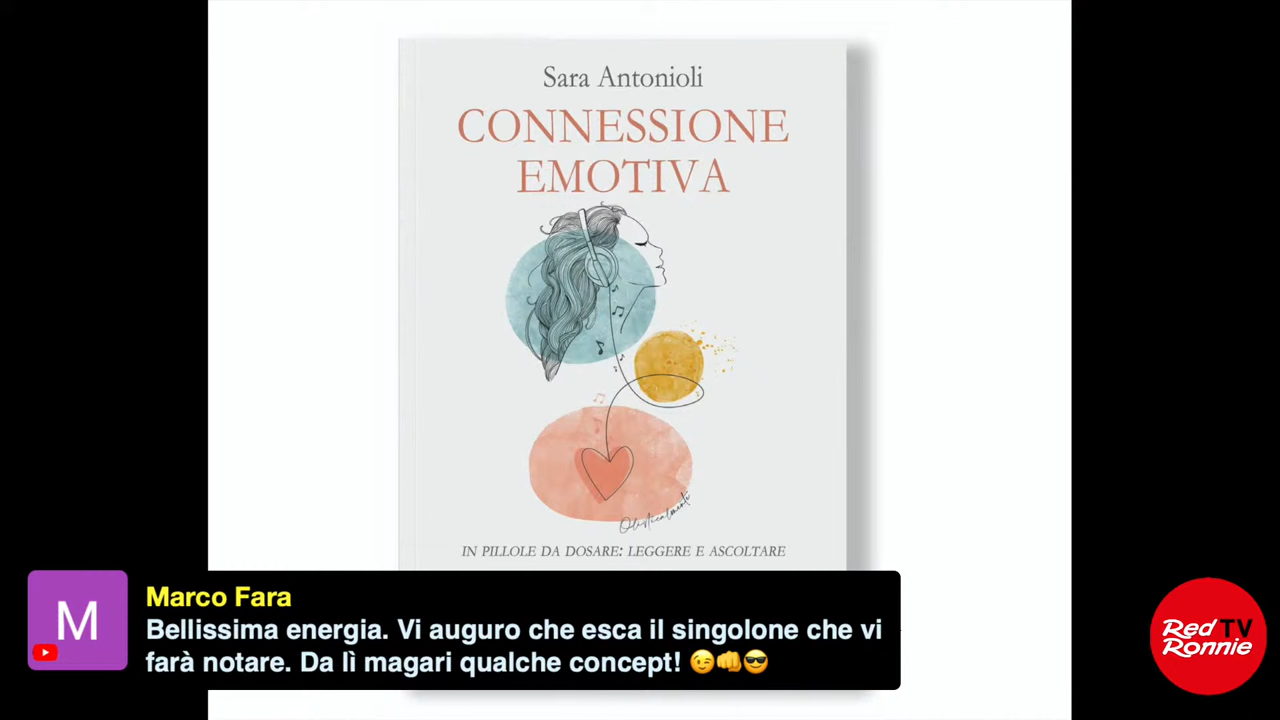 Sara Antonioli
CONNESSIONE
EMOTIVA
Olisticalmenti
IN PILLOLE DA DOSARE: LEGGERE E ASCOLTARE
M
Marco Fara
Bellissima energia. Vi auguro che esca il singolone che vi
farà notare. Da lì magari qualche concept! 😉👊😎
Red TV
Ronnie